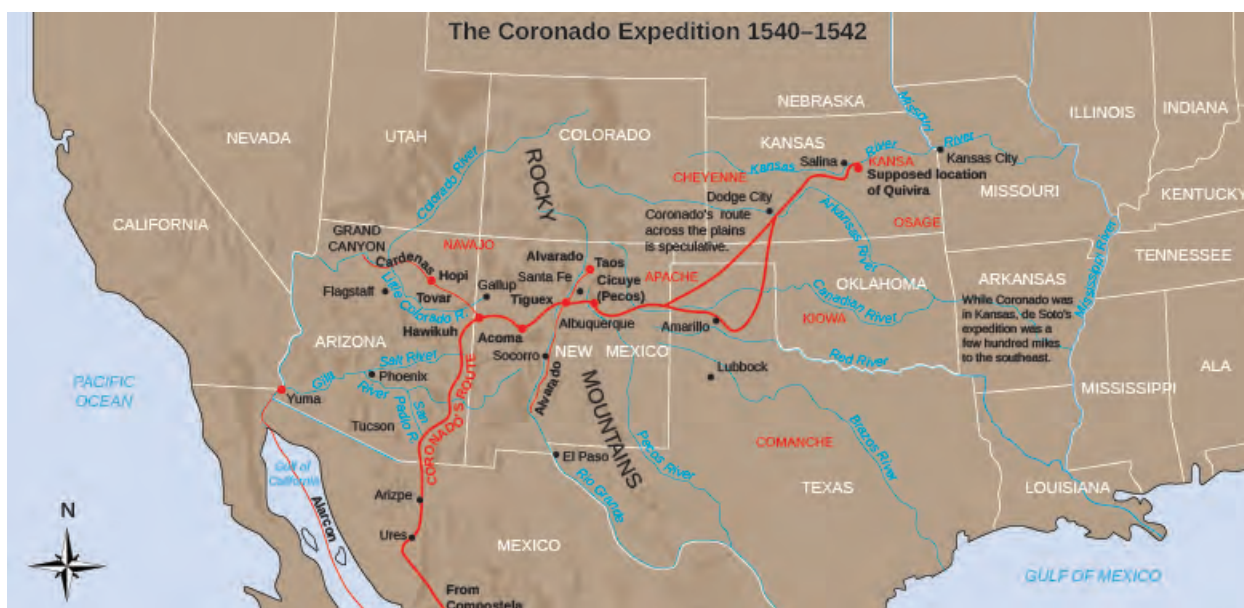 The Coronado Expedition 1540–1542
NEBRASKA
Missouri
ILLINOIS
INDIANA
NEVADA
UTAH
COLORADO
KANSAS
River
River
Kansas City
Salina
KANSA
Kansas
Supposed location
of Quivira
MISSOURI
KENTUCKY
CHEYENNE
Colorado River
ROCKY
Dodge City
Coronado's route
across the plains
is speculative.
OSAGE
Arkansas River
CALIFORNIA
GRAND
CANYON
NAVAJO
Cardenas
Hopi
Alvarado
Taos
Santa Fe
Cicuye
(Pecos)
APACHE
TENNESSEE
Mississippi River
OKLAHOMA
ARKANSAS
Flagstaff
Tovar
Gallup
Tiguex
Little Colorado R.
Canadian River
While Coronado was
in Kansas, de Soto's
expedition was a
few hundred miles
to the southeast.
Hawikuh
Acoma
Albuquerque
Amarillo
KIOWA
ARIZONA
Socorro
NEW
MEXICO
Red River
Salt River
Phoenix
Lubbock
PACIFIC
OCEAN
Gila
River
Yuma
San
Padlo R.
Alvarado
MOUNTAINS
MISSISSIPPI
ALA
Tucson
CORONADO'S ROUTE
COMANCHE
Brazos River
El Paso
Pecos River
Gulf of
California
Rio Grande
TEXAS
LOUISIANA
Alarcon
Arizpe
Ures
MEXICO
N
GULF OF MEXICO
From
Compostela